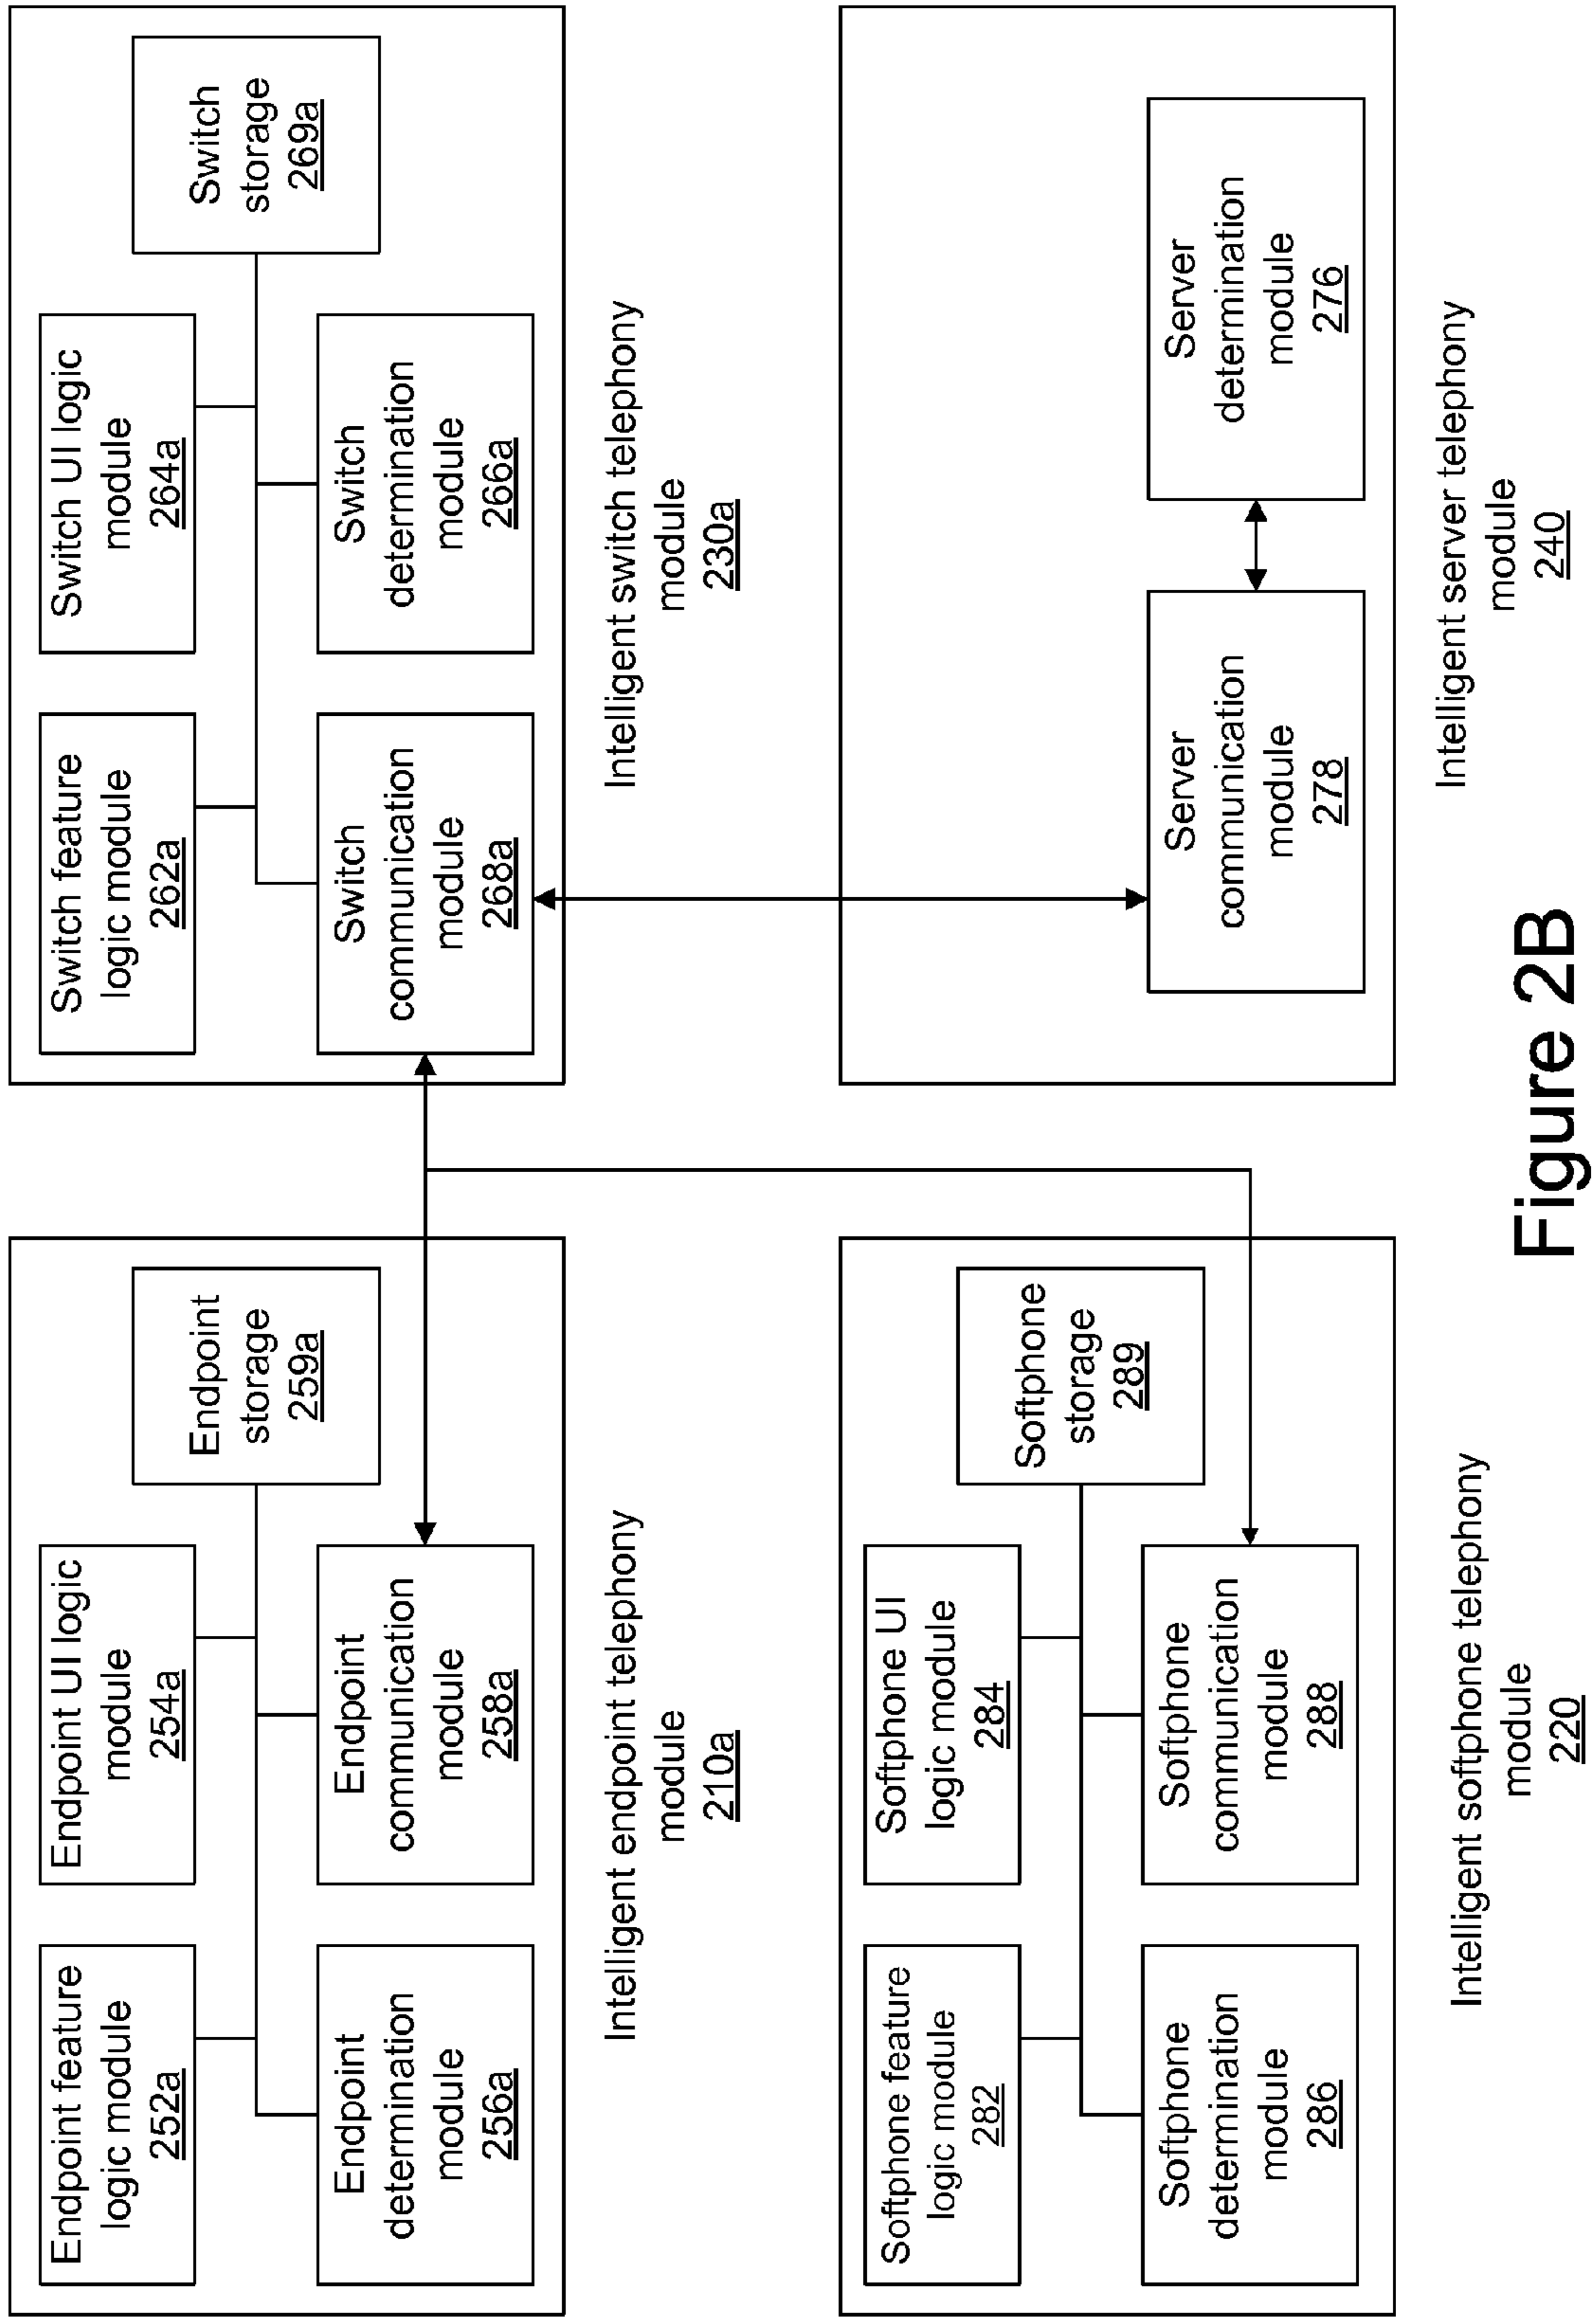 Endpoint feature
logic module
252a
Endpoint UI logic
module
254a
Endpoint
storage
259a
Endpoint
determination
module
256a
Endpoint
communication
module
258a
Intelligent endpoint telephony
module
210a
Switch feature
logic module
262a
Switch UI logic
module
264a
Switch
storage
269a
Switch
communication
module
268a
Switch
determination
module
266a
Intelligent switch telephony
module
230a
Softphone feature
logic module
282
Softphone UI
logic module
284
Softphone
storage
289
Softphone
determination
module
286
Softphone
communication
module
288
Intelligent softphone telephony
module
220
Server
communication
module
278
Server
determination
module
276
Intelligent server telephony
module
240
Figure 2B